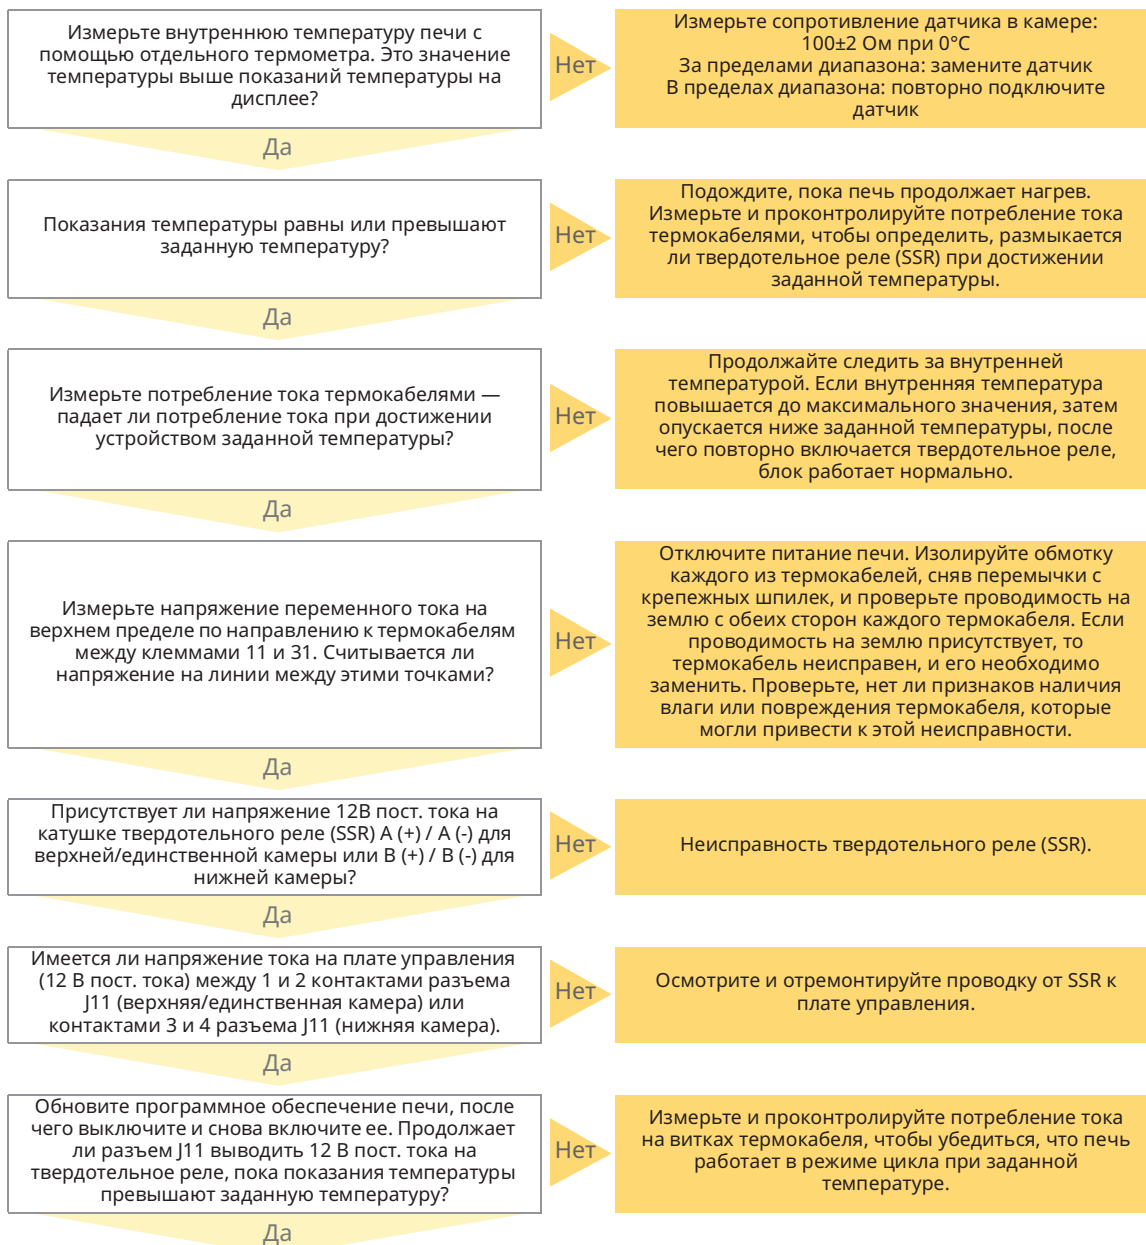 Измерьте внутреннюю температуру печи с
помощью отдельного термометра. Это значение
температуры выше показаний температуры на
дисплее?
Нет
Измерьте сопротивление датчика в камере:
100±2 Ом при 0°C
За пределами диапазона: замените датчик
В пределах диапазона: повторно подключите
датчик
Да
Показания температуры равны или превышают
заданную температуру?
Нет
Подождите, пока печь продолжает нагрев.
Измерьте и проконтролируйте потребление тока
термокабелями, чтобы определить, размыкается
ли твердотельное реле (SSR) при достижении
заданной температуры.
Да
Измерьте потребление тока термокабелями —
падает ли потребление тока при достижении
устройством заданной температуры?
Нет
Продолжайте следить за внутренней
температурой. Если внутренняя температура
повышается до максимального значения, затем
опускается ниже заданной температуры, после
чего повторно включается твердотельное реле,
блок работает нормально.
Да
Измерьте напряжение переменного тока на
верхнем пределе по направлению к термокабелям
между клеммами 11 и 31. Считывается ли
напряжение на линии между этими точками?
Нет
Отключите питание печи. Изолируйте обмотку
каждого из термокабелей, сняв перемычки с
крепежных шпилек, и проверьте проводимость на
землю с обеих сторон каждого термокабеля. Если
проводимость на землю присутствует, то
термокабель неисправен, и его необходимо
заменить. Проверьте, нет ли признаков наличия
влаги или повреждения термокабеля, которые
могли привести к этой неисправности.
Да
Присутствует ли напряжение 12В пост. тока на
катушке твердотельного реле (SSR) A (+) / A (-) для
верхней/единственной камеры или B (+) / B (-) для
нижней камеры?
Нет
Неисправность твердотельного реле (SSR).
Да
Имеется ли напряжение тока на плате управления
(12 В пост. тока) между 1 и 2 контактами разъема
J11 (верхняя/единственная камера) или
контактами 3 и 4 разъема J11 (нижняя камера).
Нет
Осмотрите и отремонтируйте проводку от SSR к
плате управления.
Да
Обновите программное обеспечение печи, после
чего выключите и снова включите ее. Продолжает
ли разъем J11 выводить 12 В пост. тока на
твердотельное реле, пока показания температуры
превышают заданную температуру?
Нет
Измерьте и проконтролируйте потребление тока
на витках термокабеля, чтобы убедиться, что печь
работает в режиме цикла при заданной
температуре.
Да